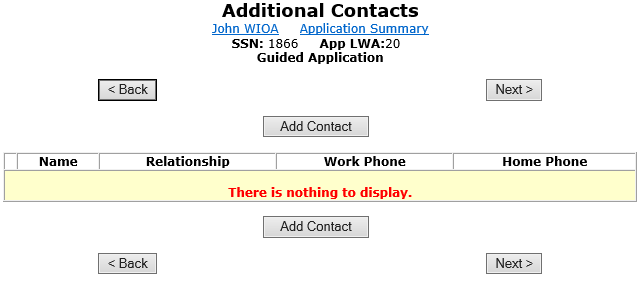 Additional Contacts
John WIOA Application Summary
SSN: 1866 App LWA:20
Guided Application
< Back Next >
Add Contact
Name Relationship Work Phone Home Phone
There is nothing to display.
Add Contact
< Back Next >